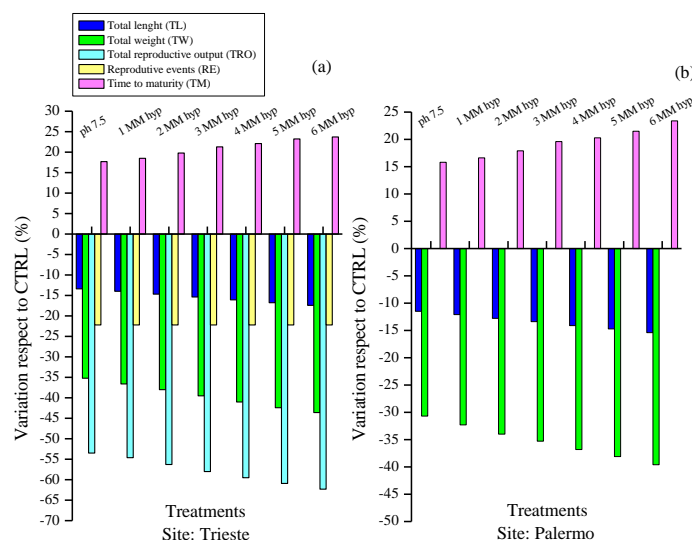 Total lenght (TL)
Total weight (TW)
Total reproductive output (TRO)
Reprodutive events (RE)
Time to maturity (TM)
(a)
Variation respect to CTRL (%)
30
25
20
15
10
5
0
-5
-10
-15
-20
-25
-30
-35
-40
-45
-50
-55
-60
-65
-70
ph 7.5
1 MM hyp
2 MM hyp
3 MM hyp
4 MM hyp
5 MM hyp
6 MM hyp
Treatments
Site: Trieste
(b)
Variation respect to CTRL (%)
25
20
15
10
5
0
-5
-10
-15
-20
-25
-30
-35
-40
-45
-50
ph 7.5
1 MM hyp
2 MM hyp
3 MM hyp
4 MM hyp
5 MM hyp
6 MM hyp
Treatments
Site: Palermo